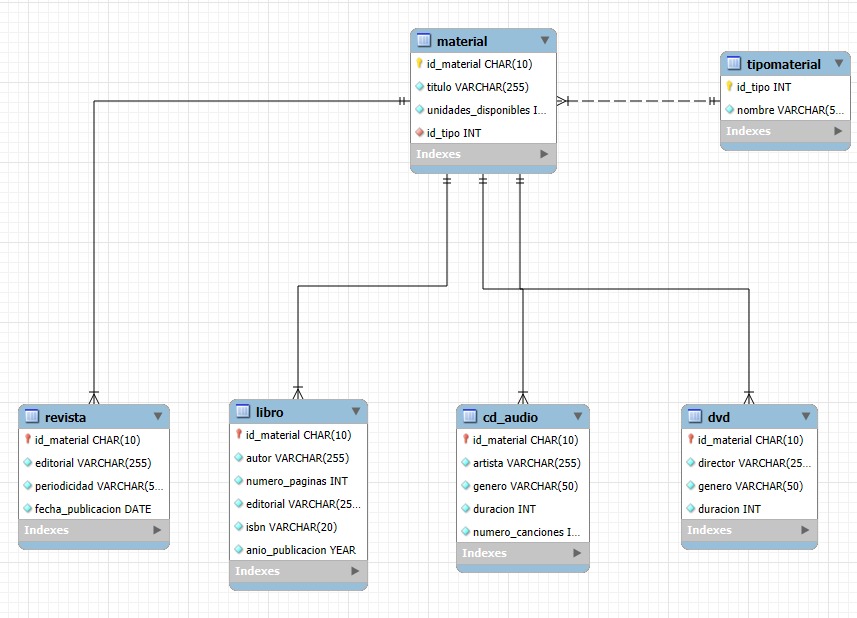 material
id_material CHAR(10)
titulo VARCHAR(255)
unidades_disponibles I...
id_tipo INT
Indexes
tipomaterial
id_tipo INT
nombre VARCHAR(5...
Indexes
revista
id_material CHAR(10)
editorial VARCHAR(255)
periodicidad VARCHAR(5...
fecha_publicacion DATE
Indexes
libro
id_material CHAR(10)
autor VARCHAR(255)
numero_paginas INT
editorial VARCHAR(25...
isbn VARCHAR(20)
anio_publicacion YEAR
Indexes
cd_audio
id_material CHAR(10)
artista VARCHAR(255)
genero VARCHAR(50)
duracion INT
numero_canciones I...
Indexes
dvd
id_material CHAR(10)
director VARCHAR(25...
genero VARCHAR(50)
duracion INT
Indexes